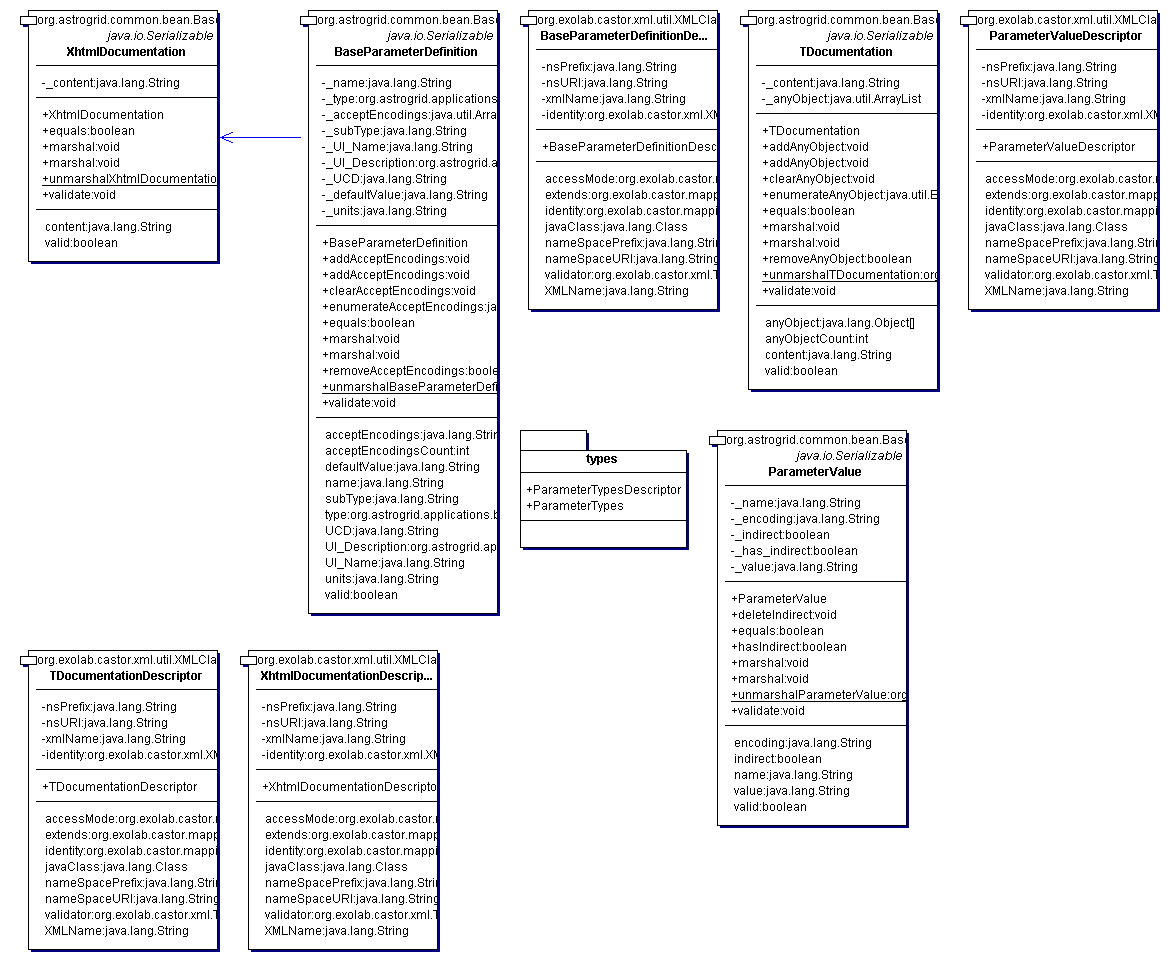 org.astrogrid.common.bean.Base
java.io.Serializable
XhtmlDocumentation
-_content:java.lang.String
+XhtmlDocumentation
+equals:boolean
+marshal:void
+marshal:void
+unmarshalXhtmlDocumentatio
+validate:void
content:java.lang.String
valid:boolean
org.astrogrid.common.bean.Base
java.io.Serializable
BaseParameterDefinition
-_name:java.lang.String
-_type:org.astrogrid.applications
-_acceptEncodings:java.util.Arra
-_subType:java.lang.String
-_UI_Name:java.lang.String
-_UI_Description:org.astrogrid.a
-_UCD:java.lang.String
-_defaultValue:java.lang.String
-_units:java.lang.String
+BaseParameterDefinition
+addAcceptEncodings:void
+addAcceptEncodings:void
+clearAcceptEncodings:void
+enumerateAcceptEncodings:ja
+equals:boolean
+marshal:void
+marshal:void
+removeAcceptEncodings:boole
+unmarshalBaseParameterDefi
+validate:void
acceptEncodings:java.lang.Strin
acceptEncodingsCount:int
defaultValue:java.lang.String
name:java.lang.String
subType:java.lang.String
type:org.astrogrid.applications.b
UCD:java.lang.String
UI_Description:org.astrogrid.ap
UI_Name:java.lang.String
units:java.lang.String
valid:boolean
org.exolab.castor.xml.util.XMLCla
BaseParameterDefinitionDe...
-nsPrefix:java.lang.String
-nsURI:java.lang.String
-xmlName:java.lang.String
-identity:org.exolab.castor.xml.XM
+BaseParameterDefinitionDesc
accessMode:org.exolab.castor.m
extends:org.exolab.castor.mapp
identity:org.exolab.castor.mappi
javaClass:java.lang.Class
nameSpacePrefix:java.lang.Strin
nameSpaceURI:java.lang.String
validator:org.exolab.castor.xml.T
XMLName:java.lang.String
org.astrogrid.common.bean.Base
java.io.Serializable
TDocumentation
-_content:java.lang.String
-_anyObject:java.util.ArrayList
+TDocumentation
+addAnyObject:void
+addAnyObject:void
+clearAnyObject:void
+enumerateAnyObject:java.util.E
+equals:boolean
+marshal:void
+marshal:void
+removeAnyObject:boolean
+unmarshalTDocumentation:org
+validate:void
anyObject:java.lang.Object[]
anyObjectCount:int
content:java.lang.String
valid:boolean
org.exolab.castor.xml.util.XMLCla
ParameterValueDescriptor
-nsPrefix:java.lang.String
-nsURI:java.lang.String
-xmlName:java.lang.String
-identity:org.exolab.castor.xml.XM
+ParameterValueDescriptor
accessMode:org.exolab.castor.m
extends:org.exolab.castor.mapp
identity:org.exolab.castor.mappi
javaClass:java.lang.Class
nameSpacePrefix:java.lang.Strin
nameSpaceURI:java.lang.String
validator:org.exolab.castor.xml.T
XMLName:java.lang.String
types
+ParameterTypesDescriptor
+ParameterTypes
org.astrogrid.common.bean.Base
java.io.Serializable
ParameterValue
-_name:java.lang.String
-_encoding:java.lang.String
-_indirect:boolean
-_has_indirect:boolean
-_value:java.lang.String
+ParameterValue
+deleteIndirect:void
+equals:boolean
+hasIndirect:boolean
+marshal:void
+marshal:void
+unmarshalParameterValue:org
+validate:void
encoding:java.lang.String
indirect:boolean
name:java.lang.String
value:java.lang.String
valid:boolean
org.exolab.castor.xml.util.XMLCla
TDocumentationDescriptor
-nsPrefix:java.lang.String
-nsURI:java.lang.String
-xmlName:java.lang.String
-identity:org.exolab.castor.xml.XM
+TDocumentationDescriptor
accessMode:org.exolab.castor.m
extends:org.exolab.castor.mapp
identity:org.exolab.castor.mappi
javaClass:java.lang.Class
nameSpacePrefix:java.lang.Strin
nameSpaceURI:java.lang.String
validator:org.exolab.castor.xml.T
XMLName:java.lang.String
org.exolab.castor.xml.util.XMLCla
XhtmlDocumentationDescrip...
-nsPrefix:java.lang.String
-nsURI:java.lang.String
-xmlName:java.lang.String
-identity:org.exolab.castor.xml.XM
+XhtmlDocumentationDescripto
accessMode:org.exolab.castor.m
extends:org.exolab.castor.mapp
identity:org.exolab.castor.mappi
javaClass:java.lang.Class
nameSpacePrefix:java.lang.Strin
nameSpaceURI:java.lang.String
validator:org.exolab.castor.xml.T
XMLName:java.lang.String